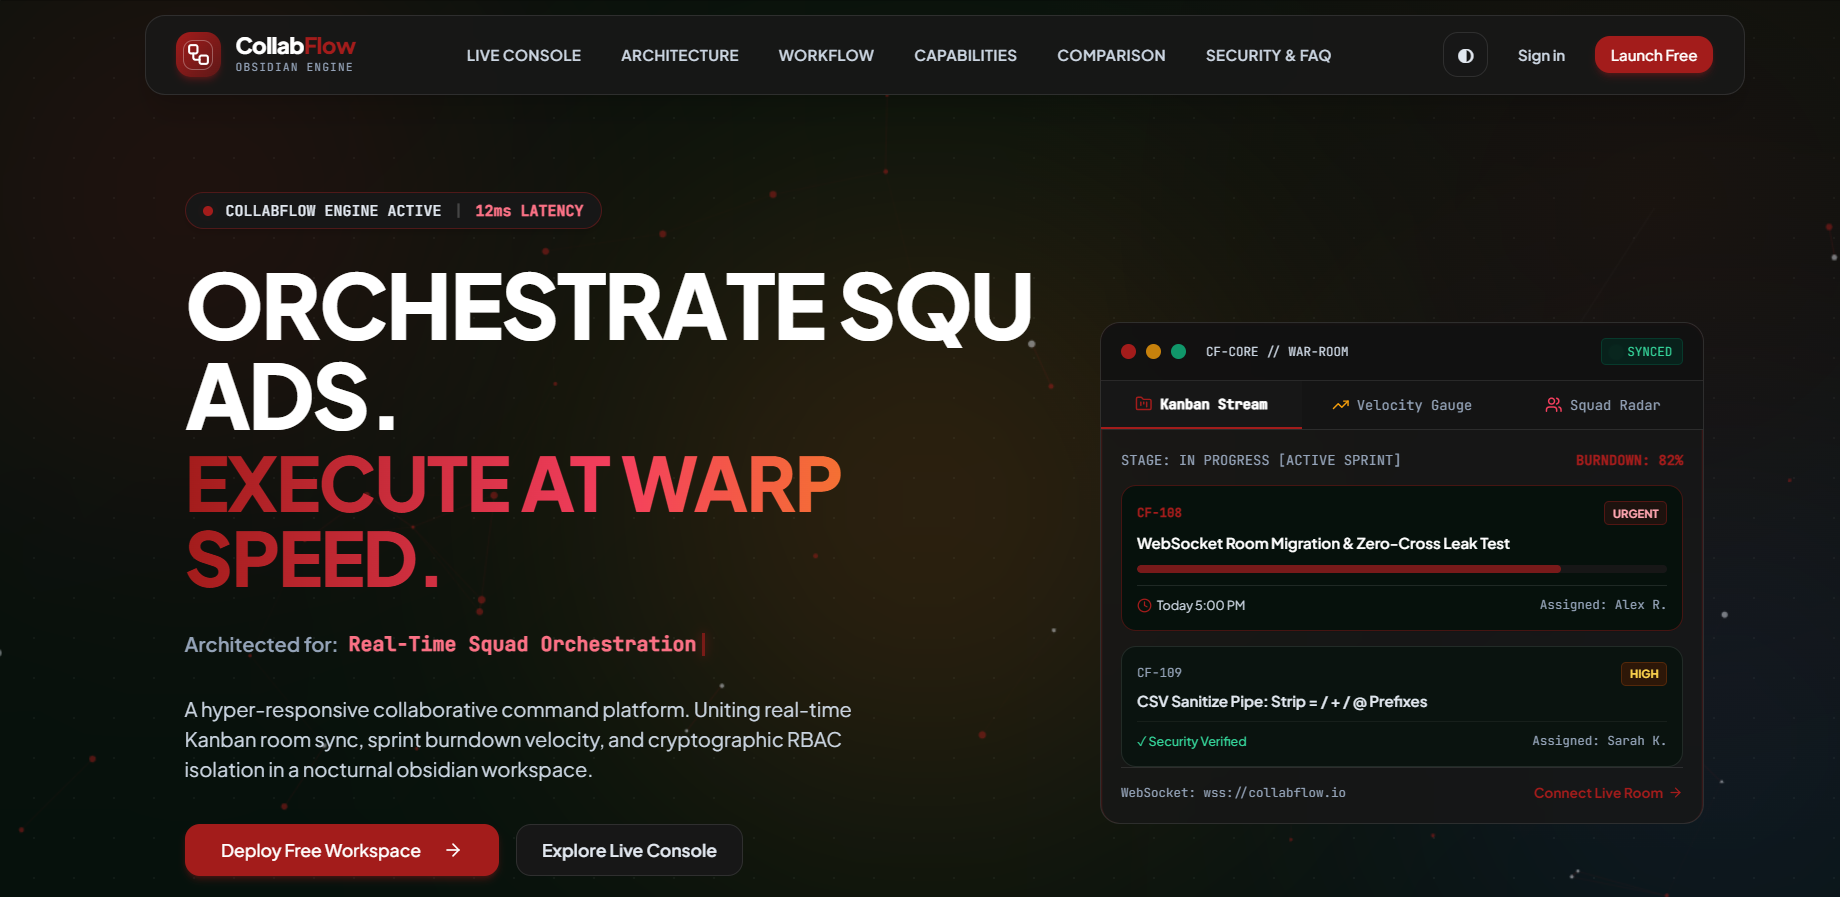 CollabFlow
OBSIDIAN ENGINE
LIVE CONSOLE
ARCHITECTURE
WORKFLOW
CAPABILITIES
COMPARISON
SECURITY & FAQ
Sign in
Launch Free
COLLABFLOW ENGINE ACTIVE | 12ms LATENCY
ORCHESTRATE SQU
ADS.
EXECUTE AT WARP
SPEED.
Architected for: Real-Time Squad Orchestration
A hyper-responsive collaborative command platform. Uniting real-time
Kanban room sync, sprint burndown velocity, and cryptographic RBAC
isolation in a nocturnal obsidian workspace.
Deploy Free Workspace →
Explore Live Console
CF-CORE // WAR-ROOM
SYNCED
Kanban Stream
Velocity Gauge
Squad Radar
STAGE: IN PROGRESS [ACTIVE SPRINT]
BURNDOWN: 82%
CF-108
URGENT
WebSocket Room Migration & Zero-Cross Leak Test
Today 5:00 PM
Assigned: Alex R.
CF-109
HIGH
CSV Sanitize Pipe: Strip = / + / @ Prefixes
✓ Security Verified
Assigned: Sarah K.
WebSocket: wss://collabflow.io
Connect Live Room →